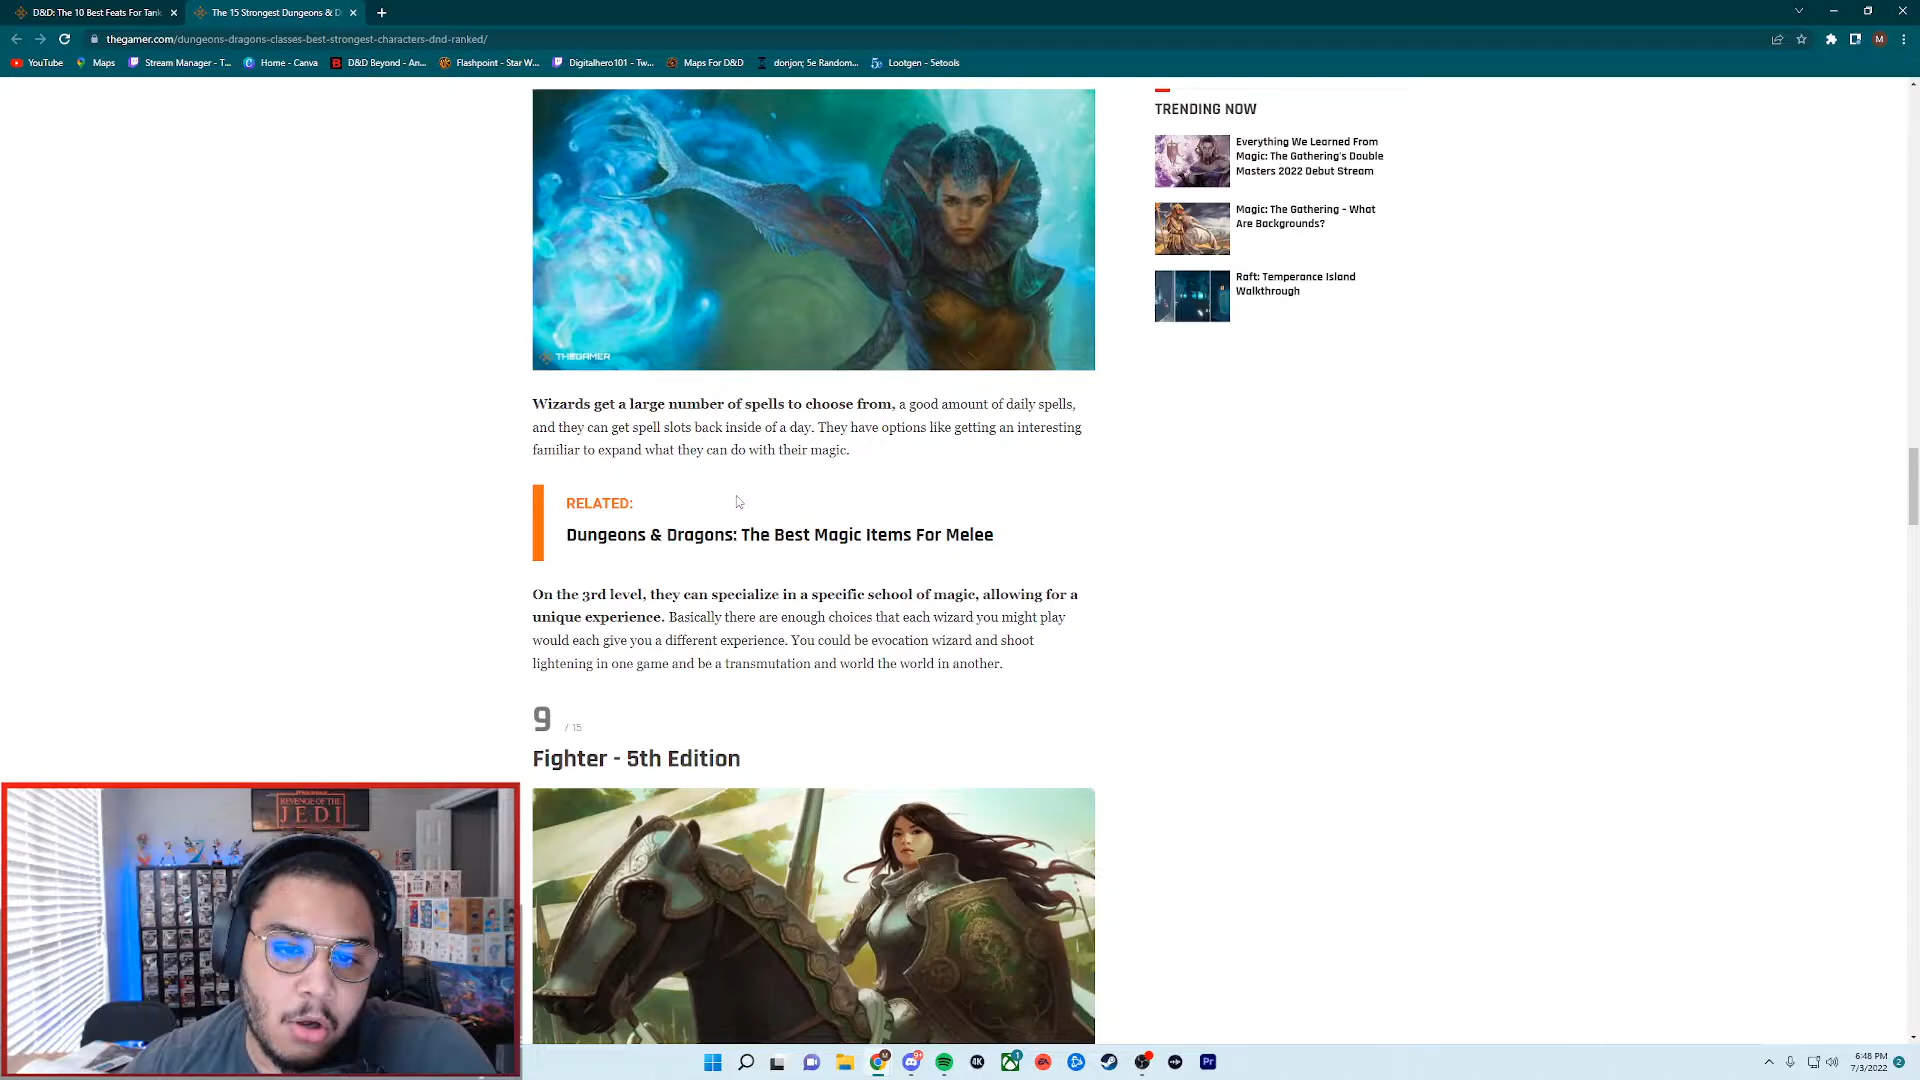 D&D: The 10 Best Feats For Tank
The 15 Strongest Dungeons & D
thegamer.com/dungeons-dragons-classes-best-strongest-characters-dnd-ranked/
M
YouTube
Maps
Stream Manager - T...
Home - Canva
D&D Beyond - An...
Flashpoint - Star W...
Digitalhero101 - Tw...
Maps For D&D
donjon; 5e Random...
Lootgen - 5etools
TRENDING NOW
Everything We Learned From
Magic: The Gathering's Double
Masters 2022 Debut Stream
Magic: The Gathering – What
Are Backgrounds?
Raft: Temperance Island
Walkthrough
THEGAMER
Wizards get a large number of spells to choose from, a good amount of daily spells,
and they can get spell slots back inside of a day. They have options like getting an interesting
familiar to expand what they can do with their magic.
RELATED:
Dungeons & Dragons: The Best Magic Items For Melee
On the 3rd level, they can specialize in a specific school of magic, allowing for a
unique experience. Basically there are enough choices that each wizard you might play
would each give you a different experience. You could be evocation wizard and shoot
lightening in one game and be a transmutation and world the world in another.
9 / 15
Fighter - 5th Edition
REVENGE OF THE
JEDI
4K
EA
Pr
6:48 PM
7/3/2022
2